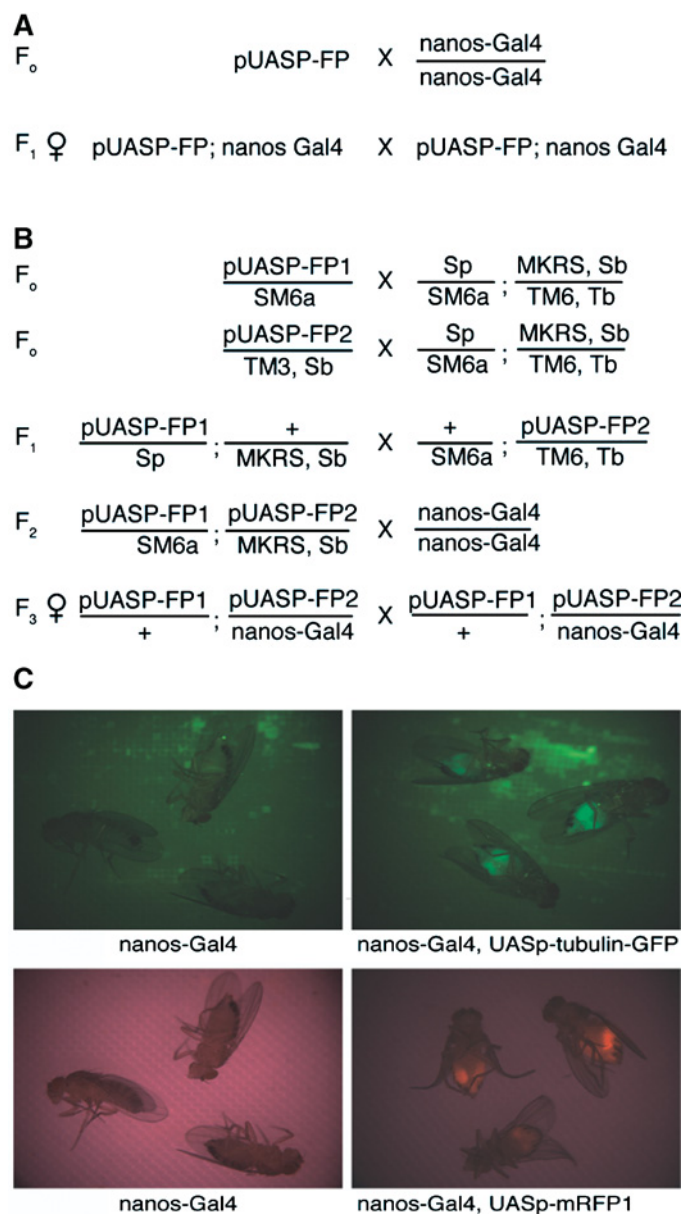 A
Fo pUASP-FP X nanos-Gal4
nanos-Gal4
F1 ♀ pUASP-FP; nanos Gal4 X pUASP-FP; nanos Gal4
B
Fo pUASP-FP1 X Sp ; MKRS, Sb
SM6a SM6a TM6, Tb
Fo pUASP-FP2 X Sp ; MKRS, Sb
TM3, Sb SM6a TM6, Tb
F1 pUASP-FP1 ; + X + ; pUASP-FP2
Sp MKRS, Sb SM6a TM6, Tb
F2 pUASP-FP1 ; pUASP-FP2 X nanos-Gal4
SM6a MKRS, Sb nanos-Gal4
F3 ♀ pUASP-FP1 ; pUASP-FP2 X pUASP-FP1 ; pUASP-FP2
+ nanos-Gal4 + nanos-Gal4
C
nanos-Gal4 nanos-Gal4, UASp-tubulin-GFP
nanos-Gal4 nanos-Gal4, UASp-mRFP1